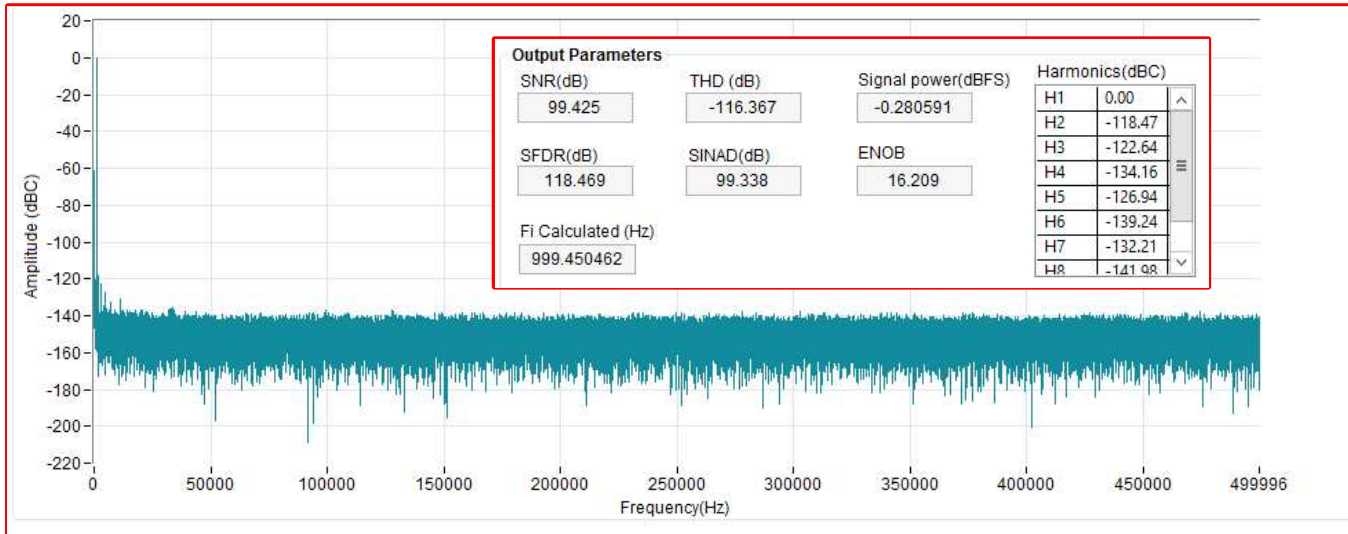 20
0
-20
-40
-60
-80
-100
-120
-140
-160
-180
-200
-220
Amplitude (dBC)
0 50000 100000 150000 200000 250000 300000 350000 400000 450000 499996
Frequency(Hz)
Output Parameters
SNR(dB) THD (dB) Signal power(dBFS)
99.425 -116.367 -0.280591
SFDR(dB) SINAD(dB) ENOB
118.469 99.338 16.209
Fi Calculated (Hz)
999.450462
Harmonics(dBC)
H1 0.00
H2 -118.47
H3 -122.64
H4 -134.16
H5 -126.94
H6 -139.24
H7 -132.21
H8 -141.98